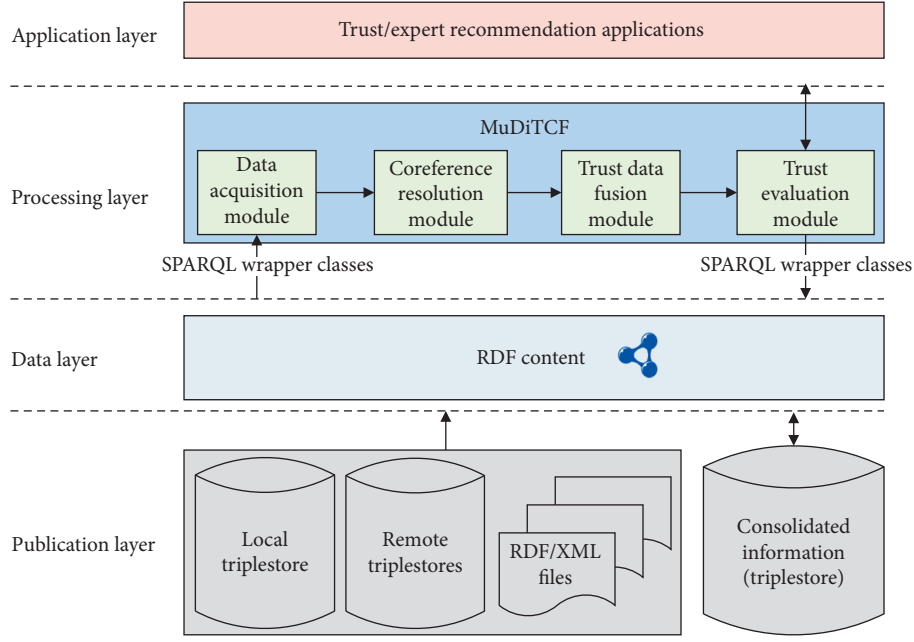 Application layer
Trust/expert recommendation applications
Processing layer
MuDiTCF
Data
acquisition
module
Coreference
resolution
module
Trust data
fusion
module
Trust
evaluation
module
SPARQL wrapper classes
SPARQL wrapper classes
Data layer
RDF content
Publication layer
Local
triplestore
Remote
triplestores
RDF/XML
files
Consolidated
information
(triplestore)